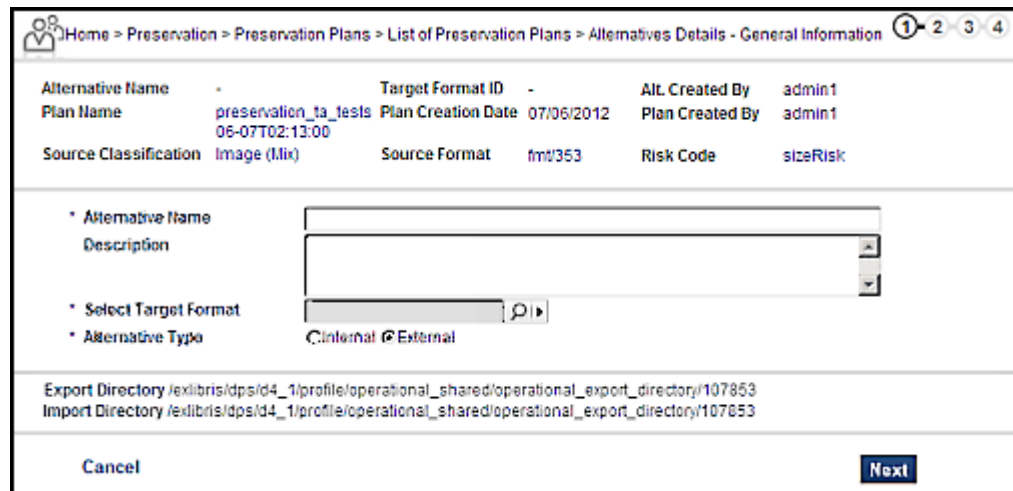 Home > Preservation > Preservation Plans > List of Preservation Plans > Alternatives Details - General Information 1 2 3 4
Alternative Name - Target Format ID - Alt. Created By admin1
Plan Name preservation_ta_tests Plan Creation Date 07/06/2012 Plan Created By admin1
06-07T02:13:00
Source Classification Image (Mix) Source Format fmt/353 Risk Code sizeRisk
* Alternative Name
Description
* Select Target Format
* Alternative Type Internal External
Export Directory /exlibris/dps/d4_1/profile/operational_shared/operational_export_directory/107853
Import Directory /exlibris/dps/d4_1/profile/operational_shared/operational_export_directory/107853
Cancel Next